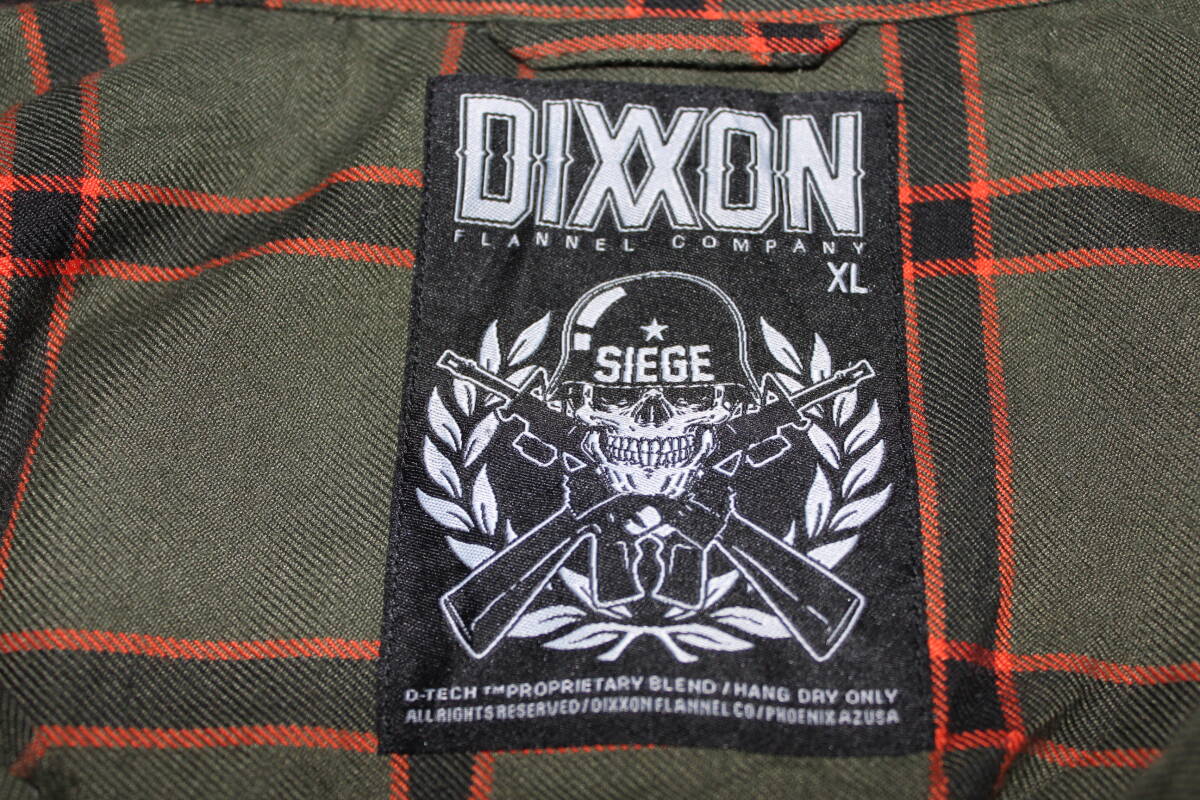 DIXXON
FLANNEL COMPANY
XL
SIEGE
D-TECH ™ PROPRIETARY BLEND / HANG DRY ONLY
ALL RIGHTS RESERVED / DIXXON FLANNEL CO / PHOENIX AZ USA